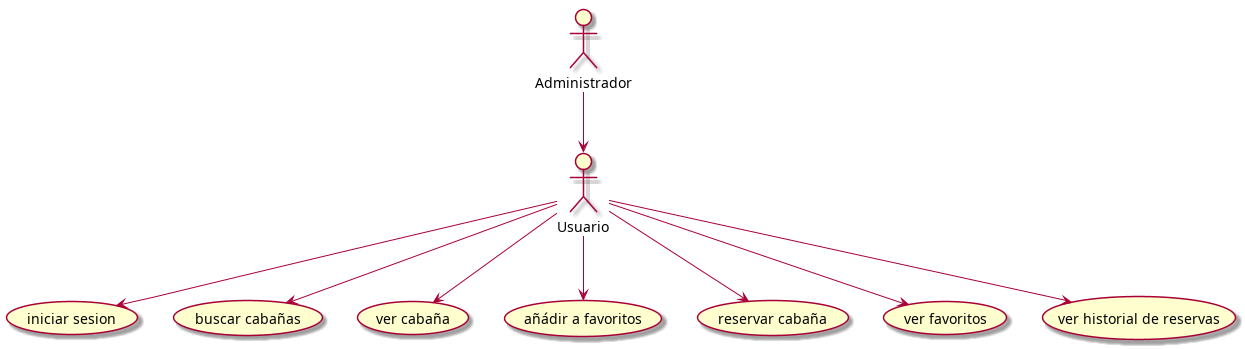 Administrador
Usuario
iniciar sesion
buscar cabañas
ver cabaña
añádir a favoritos
reservar cabaña
ver favoritos
ver historial de reservas